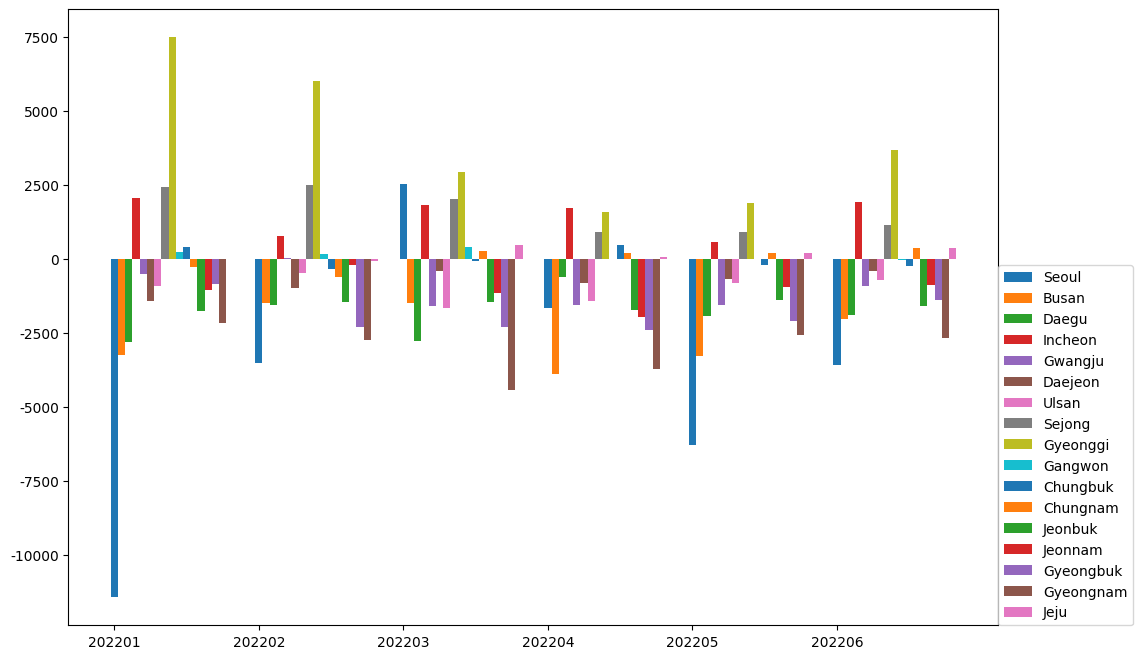 7500
5000
2500
0
-2500
-5000
-7500
-10000
202201
202202
202203
202204
202205
202206
Seoul
Busan
Daegu
Incheon
Gwangju
Daejeon
Ulsan
Sejong
Gyeonggi
Gangwon
Chungbuk
Chungnam
Jeonbuk
Jeonnam
Gyeongbuk
Gyeongnam
Jeju